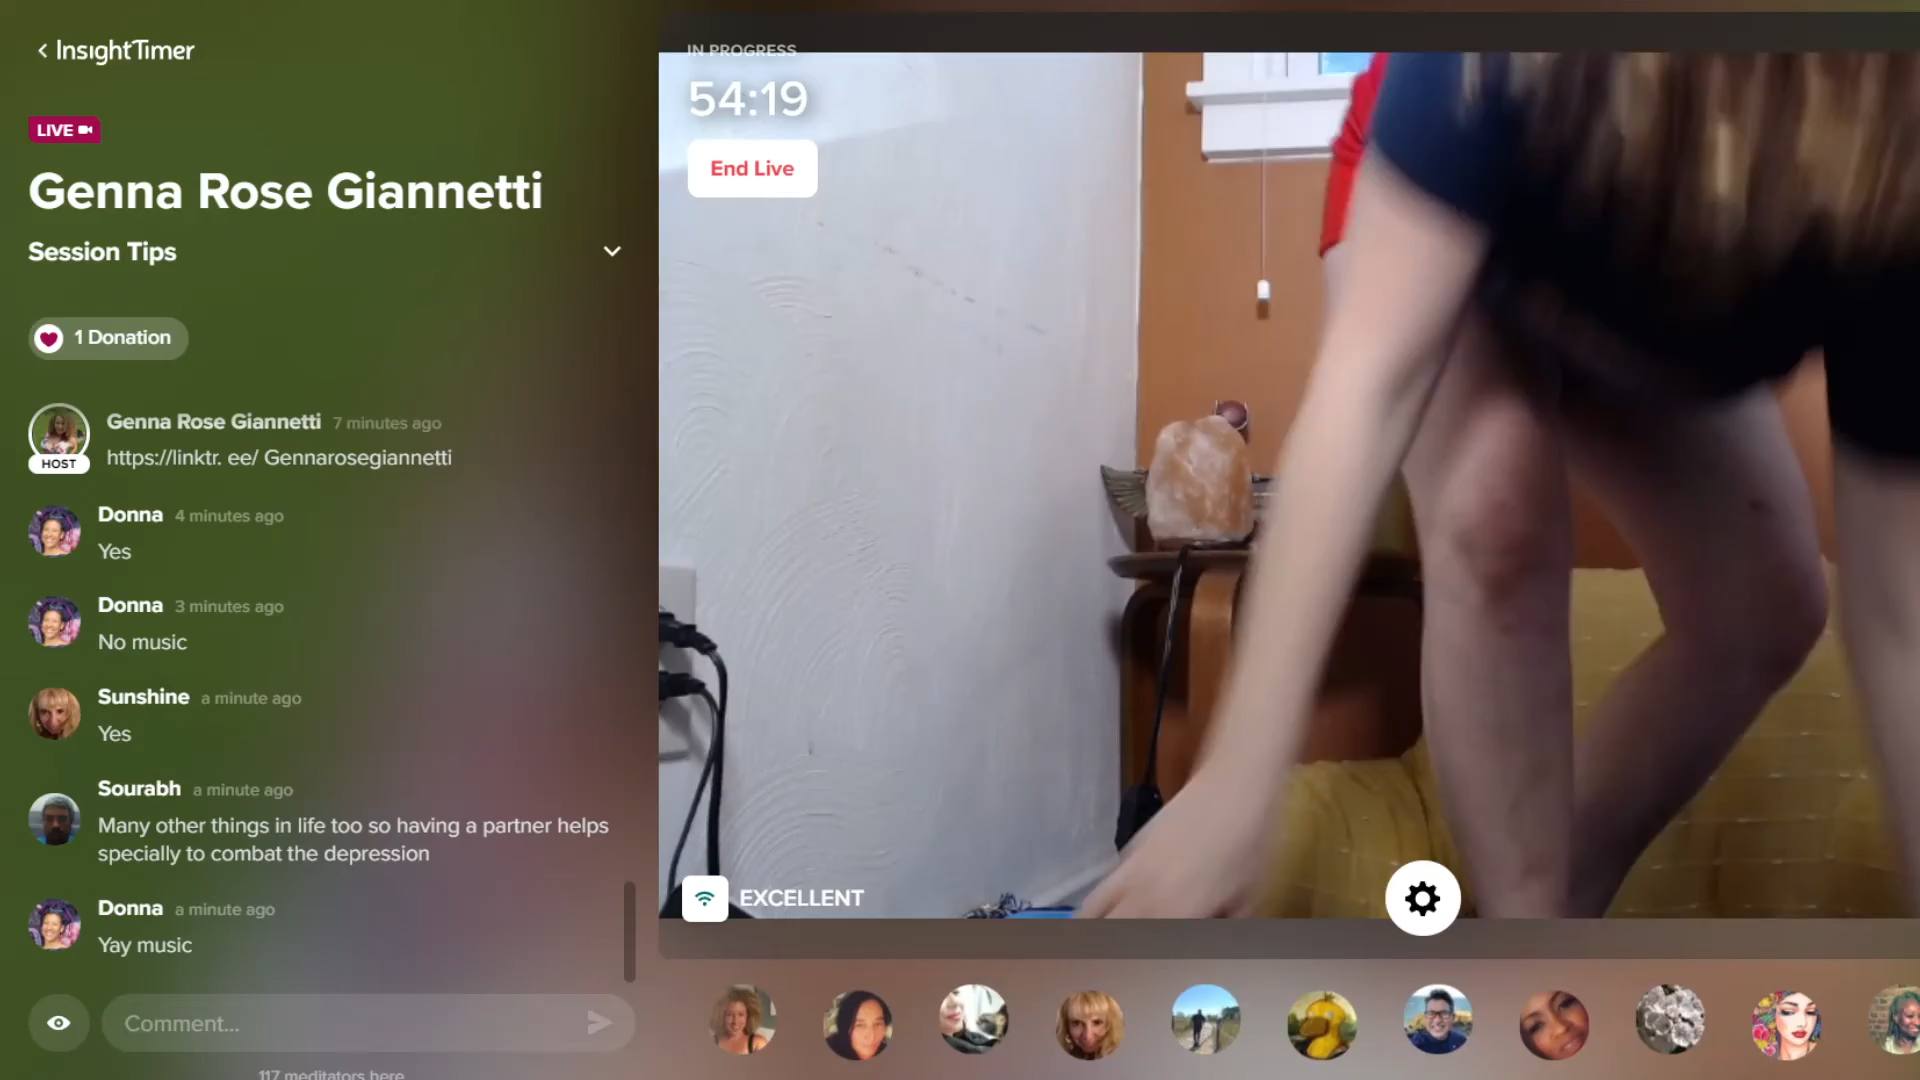 InsightTimer
LIVE
Genna Rose Giannetti
Session Tips
1 Donation
Genna Rose Giannetti 7 minutes ago
https://linktr. ee/ Gennarosegiannetti
HOST
Donna 4 minutes ago
Yes
Donna 3 minutes ago
No music
Sunshine a minute ago
Yes
Sourabh a minute ago
Many other things in life too so having a partner helps
specially to combat the depression
Donna a minute ago
Yay music
Comment...
117 meditators here
IN PROGRESS
54:19
End Live
EXCELLENT